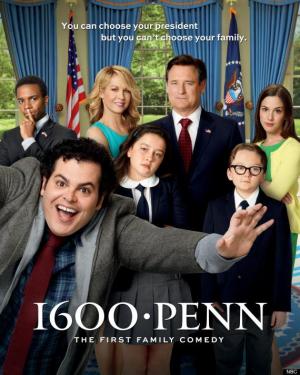 You can choose your president
but you can't choose your family.
1600·PENN
THE FIRST FAMILY COMEDY
NBC